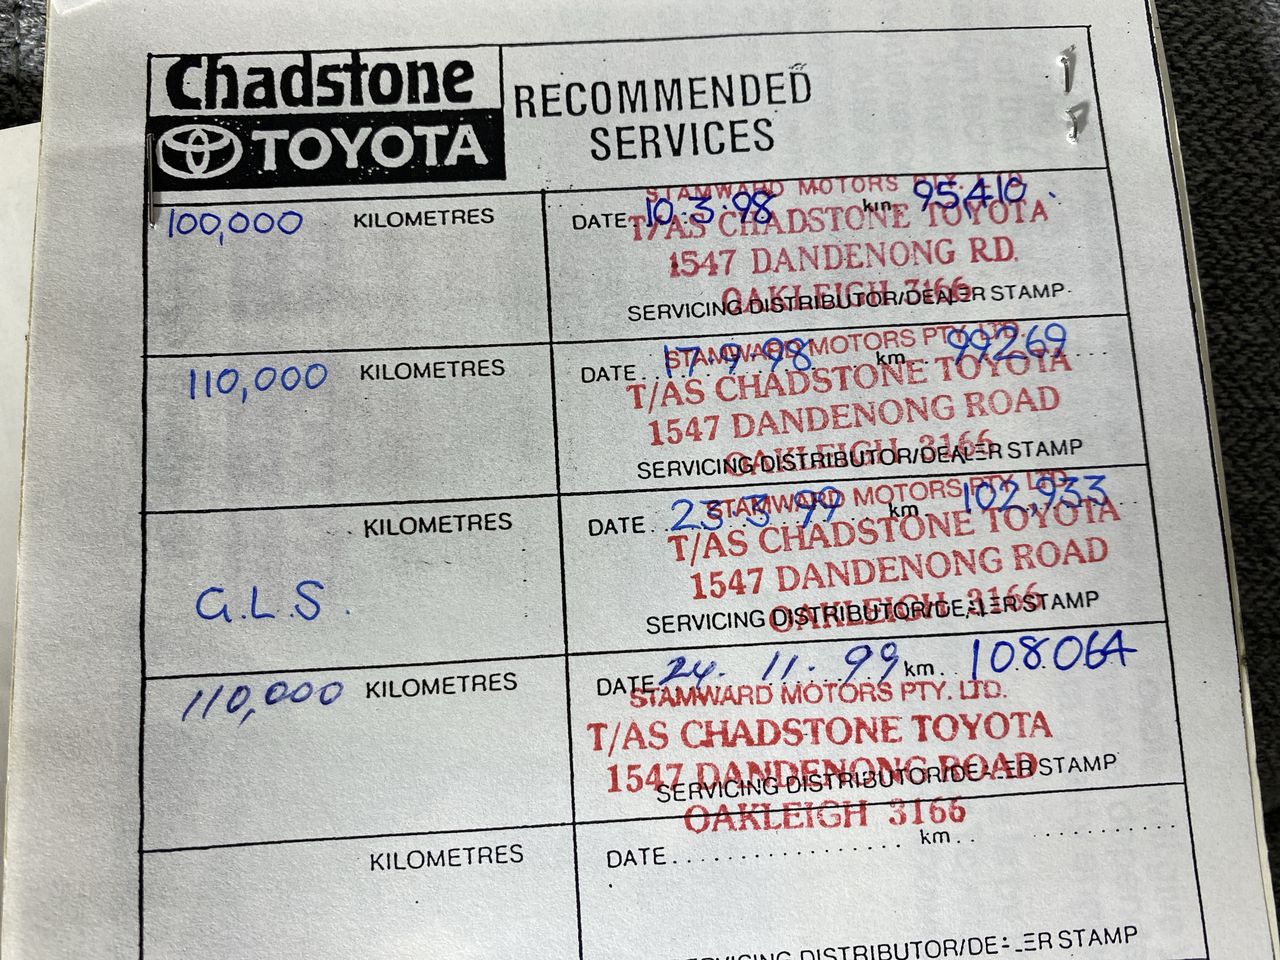 Chadstone
TOYOTA
RECOMMENDED
SERVICES
100,000 KILOMETRES
DATE 10.3.98 km 95410
STAMWARD MOTORS PTY. LTD.
T/AS CHADSTONE TOYOTA
1547 DANDENONG RD.
OAKLEIGH 3166
SERVICING DISTRIBUTOR/DEALER STAMP
110,000 KILOMETRES
DATE 17.9.98 km 99269
STAMWARD MOTORS PTY. LTD.
T/AS CHADSTONE TOYOTA
1547 DANDENONG ROAD
OAKLEIGH 3166
SERVICING DISTRIBUTOR/DEALER STAMP
KILOMETRES
G.L.S.
DATE 23.3.99 km 102,933
STAMWARD MOTORS PTY. LTD.
T/AS CHADSTONE TOYOTA
1547 DANDENONG ROAD
OAKLEIGH 3166
SERVICING DISTRIBUTOR/DEALER STAMP
110,000 KILOMETRES
DATE 24.11.99 km 108064
STAMWARD MOTORS PTY. LTD.
T/AS CHADSTONE TOYOTA
1547 DANDENONG ROAD
SERVICING DISTRIBUTOR/DEALER STAMP
OAKLEIGH 3166
KILOMETRES
DATE.................... km..
SERVICING DISTRIBUTOR/DEALER STAMP